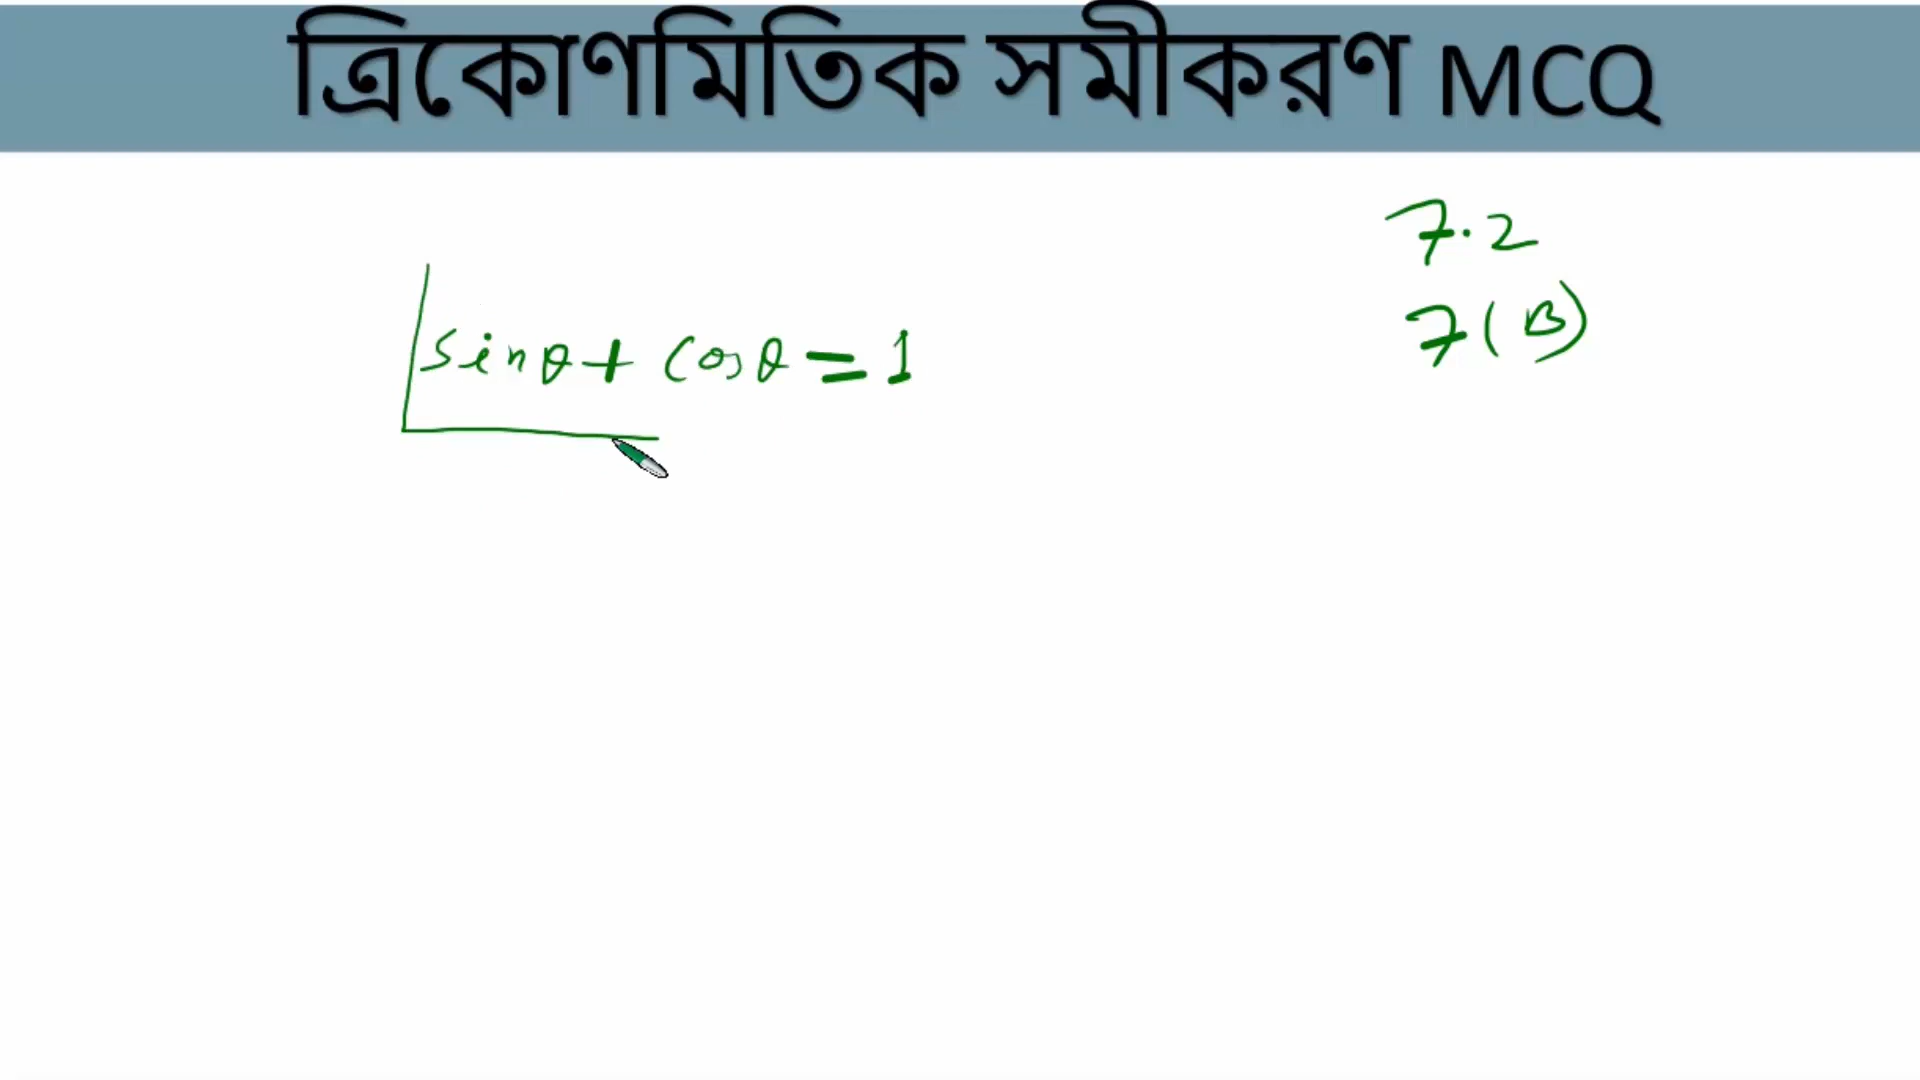 ত্রিকোণমিতিক সমীকরণ MCQ
7.2
7(B)
sinθ + cosθ = 1